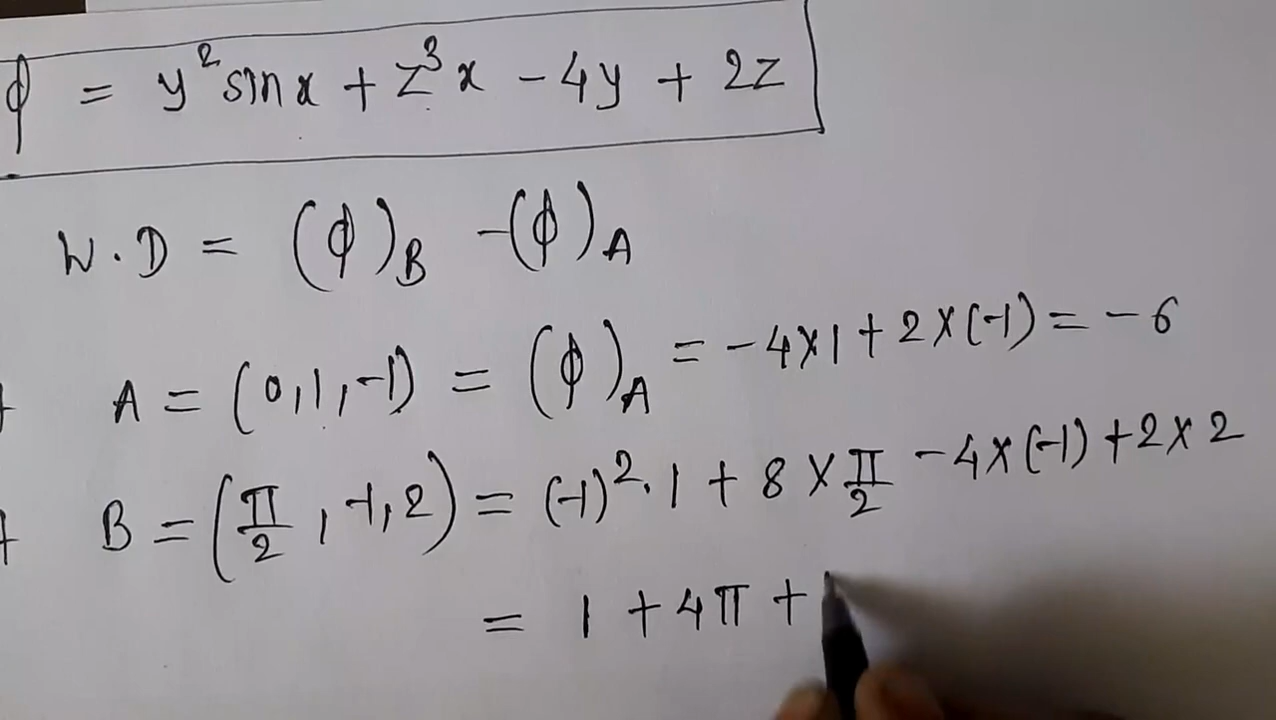 ϕ = y² sin x + z³x - 4y + 2z
W.D = (ϕ)_B - (ϕ)_A
A = (0, 1, -1) = (ϕ)_A = -4×1 + 2×(-1) = -6
B = (π/2, -1, 2) = (-1)².1 + 8×π/2 - 4×(-1) + 2×2
= 1 + 4π +